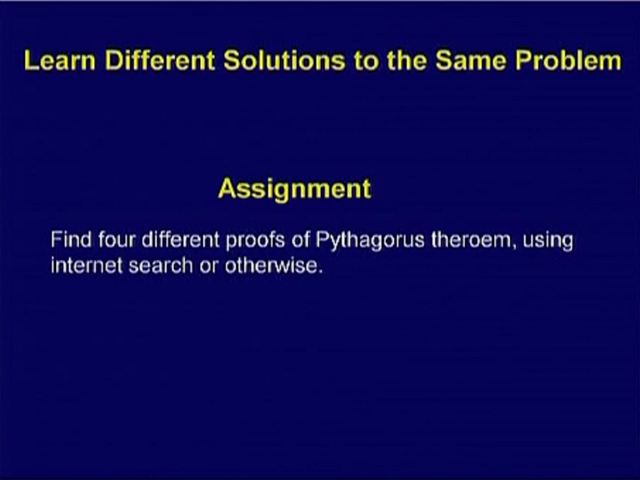 Learn Different Solutions to the Same Problem
Assignment
Find four different proofs of Pythagorus theroem, using
internet search or otherwise.